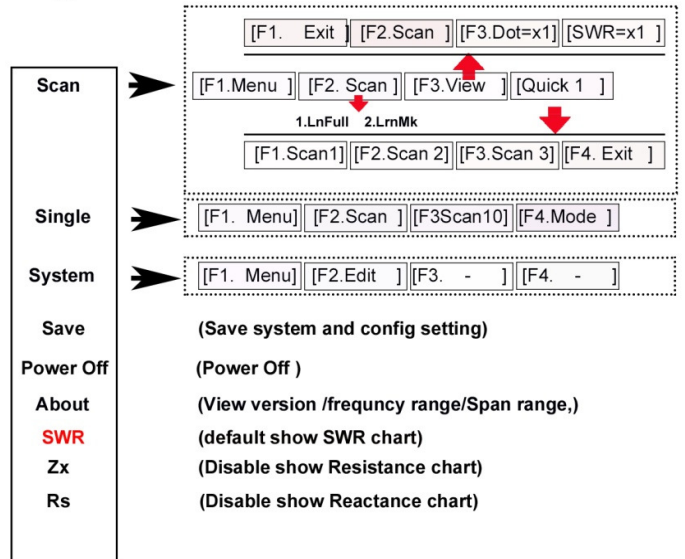 [F1. Exit ] [F2.Scan ] [F3.Dot=x1] [SWR=x1 ]
Scan [F1.Menu ] [F2. Scan ] [F3.View ] [Quick 1 ]
1.LnFull 2.LrnMk
[F1.Scan1] [F2.Scan 2] [F3.Scan 3] [F4. Exit ]
Single [F1. Menu] [F2.Scan ] [F3Scan10] [F4.Mode ]
System [F1. Menu] [F2.Edit ] [F3. - ] [F4. - ]
Save (Save system and config setting)
Power Off (Power Off )
About (View version /frequncy range/Span range,)
SWR (default show SWR chart)
Zx (Disable show Resistance chart)
Rs (Disable show Reactance chart)